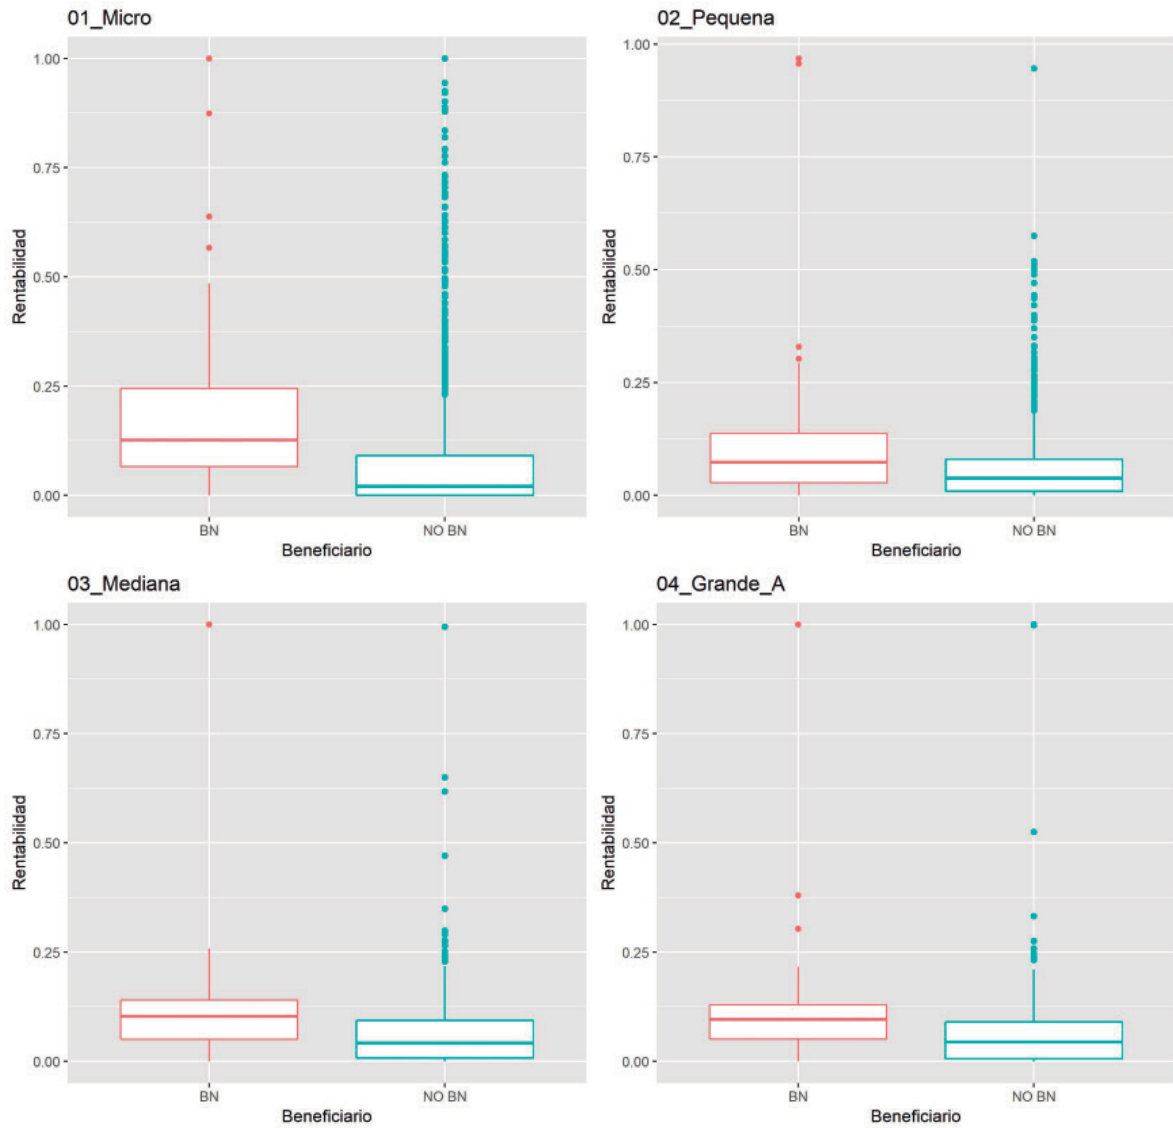 01_Micro
1.00
0.75
0.50
0.25
0.00
Rentabilidad
BN
NO BN
Beneficiario
02_Pequena
1.00
0.75
0.50
0.25
0.00
Rentabilidad
BN
NO BN
Beneficiario
03_Mediana
1.00
0.75
0.50
0.25
0.00
Rentabilidad
BN
NO BN
Beneficiario
04_Grande_A
1.00
0.75
0.50
0.25
0.00
Rentabilidad
BN
NO BN
Beneficiario